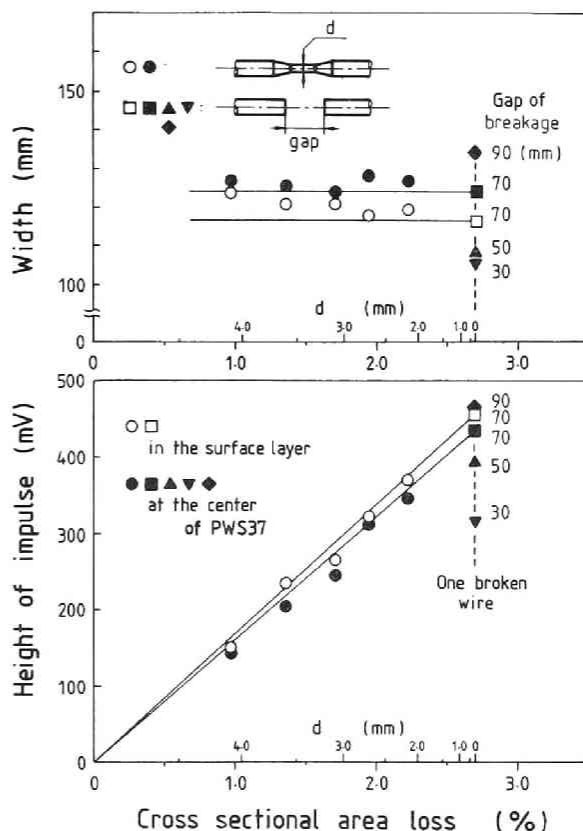 d
150
gap
Gap of
breakage
90 (mm)
70
70
50
30
100
Width (mm)
d (mm)
4·0 3·0 2·0 1·0 0
0
0 1.0 2.0 3.0
500
400
300
200
100
0
Height of impulse (mV)
in the surface layer
at the center
of PWS37
90
70
70
50
30
One broken
wire
d (mm)
4·0 3·0 2·0 1·0 0
0 1.0 2.0 3.0
Cross sectional area loss (%)